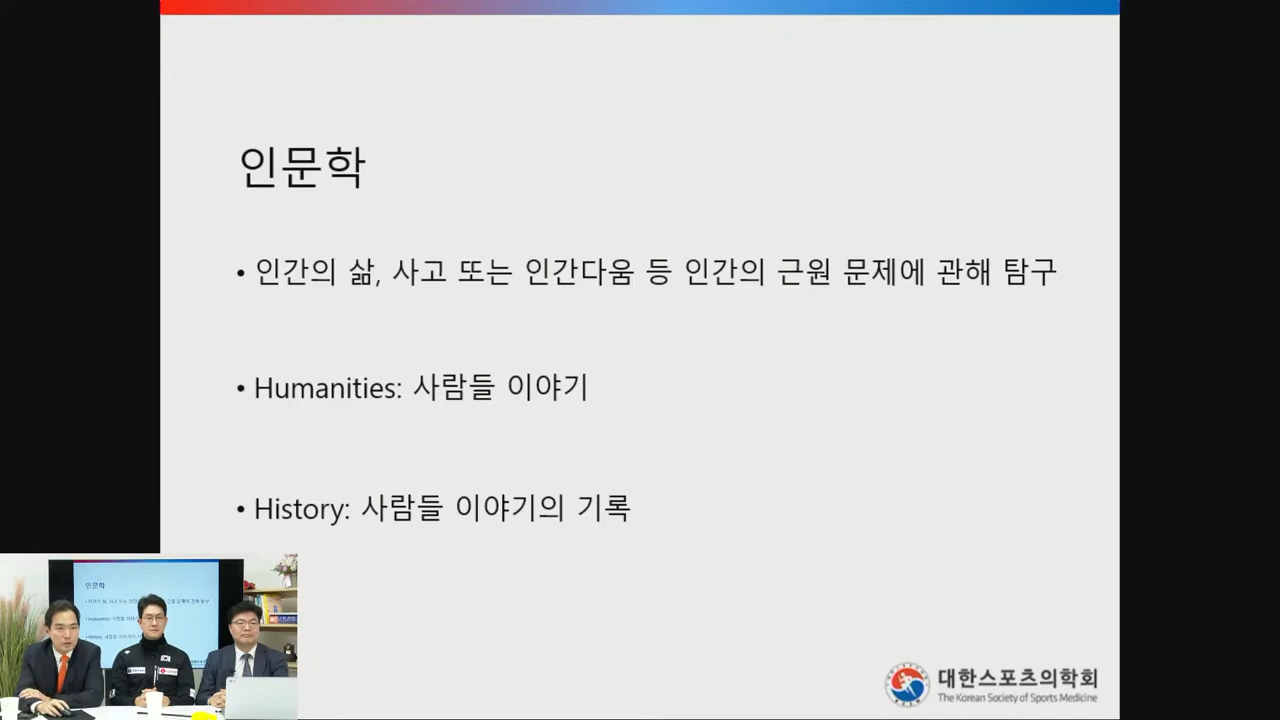 인문학
• 인간의 삶, 사고 또는 인간다움 등 인간의 근원 문제에 관해 탐구
• Humanities: 사람들 이야기
• History: 사람들 이야기의 기록
대한스포츠의학회
The Korean Society of Sports Medicine
인문학